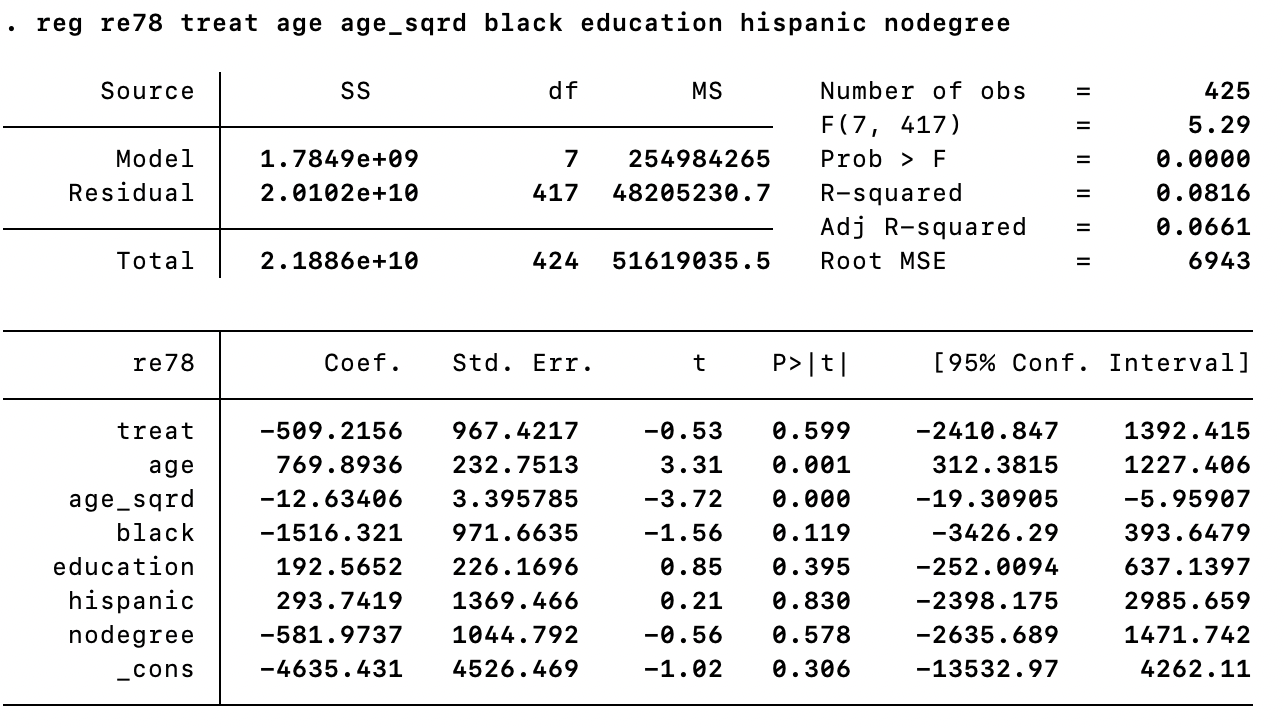 . reg re78 treat age age_sqrd black education hispanic nodegree
Source SS df MS Number of obs = 425
F(7, 417) = 5.29
Model 1.7849e+09 7 254984265 Prob > F = 0.0000
Residual 2.0102e+10 417 48205230.7 R-squared = 0.0816
Adj R-squared = 0.0661
Total 2.1886e+10 424 51619035.5 Root MSE = 6943
re78 Coef. Std. Err. t P>|t| [95% Conf. Interval]
treat -509.2156 967.4217 -0.53 0.599 -2410.847 1392.415
age 769.8936 232.7513 3.31 0.001 312.3815 1227.406
age_sqrd -12.63406 3.395785 -3.72 0.000 -19.30905 -5.95907
black -1516.321 971.6635 -1.56 0.119 -3426.29 393.6479
education 192.5652 226.1696 0.85 0.395 -252.0094 637.1397
hispanic 293.7419 1369.466 0.21 0.830 -2398.175 2985.659
nodegree -581.9737 1044.792 -0.56 0.578 -2635.689 1471.742
_cons -4635.431 4526.469 -1.02 0.306 -13532.97 4262.11